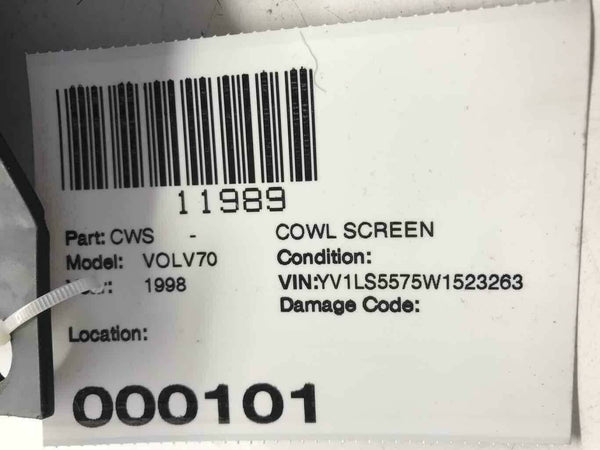 11989
Part: CWS - COWL SCREEN
Model: VOLV70 Condition:
1998 VIN:YV1LS5575W1523263
Damage Code:
Location:
000101